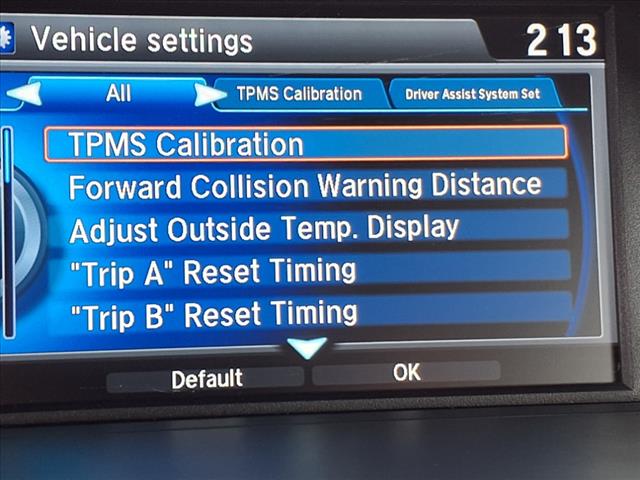 Vehicle settings 2 13
All TPMS Calibration Driver Assist System Set
TPMS Calibration
Forward Collision Warning Distance
Adjust Outside Temp. Display
"Trip A" Reset Timing
"Trip B" Reset Timing
Default OK